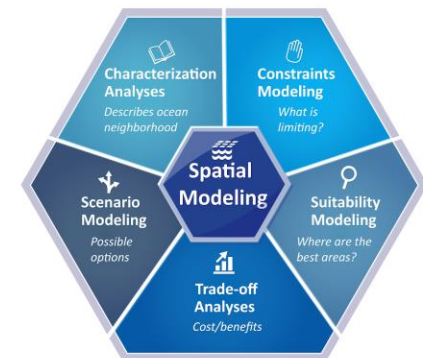 Characterization
Analyses
Describes ocean
neighborhood
Constraints
Modeling
What is
limiting?
Spatial
Modeling
Scenario
Modeling
Possible
options
Suitability
Modeling
Where are the
best areas?
Trade-off
Analyses
Cost/benefits